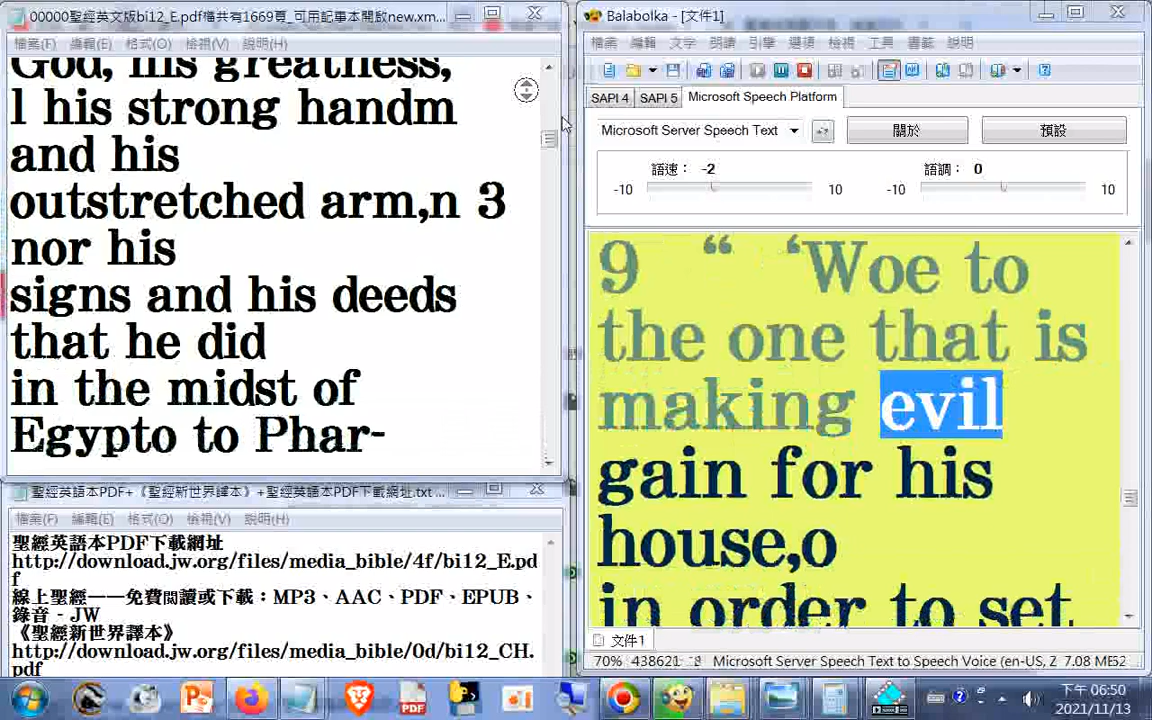 00000聖經英文版bi12_E.pdf檔共有1669頁_可用記事本開啟new.xm...
檔案(F) 編輯(E) 格式(O) 檢視(V) 說明(H)
God, his greatness,
l his strong handm
and his
outstretched arm,n 3
nor his
signs and his deeds
that he did
in the midst of
Egypto to Phar-
聖經英語本PDF+《聖經新世界譯本》+聖經英語本PDF下載網址.txt ...
檔案(F) 編輯(E) 格式(O) 檢視(V) 說明(H)
聖經英語本PDF下載網址
http://download.jw.org/files/media_bible/4f/bi12_E.pd
f
線上聖經——免費閱讀或下載：MP3、AAC、PDF、EPUB、
錄音 - JW
《聖經新世界譯本》
http://download.jw.org/files/media_bible/0d/bi12_CH.
pdf
Balabolka - [文件1]
檔案 編輯 文字 朗讀 引擎 選項 檢視 工具 書籤 說明
SAPI 4 SAPI 5 Microsoft Speech Platform
Microsoft Server Speech Text 關於 預設
語速： -2 語調： 0
-10 10 -10 10
9 “ ‘Woe to
the one that is
making evil
gain for his
house,o
in order to set
文件1
70% 438621: Microsoft Server Speech Text to Speech Voice (en-US, Z 7.08 ME52
下午 06:50
2021/11/13